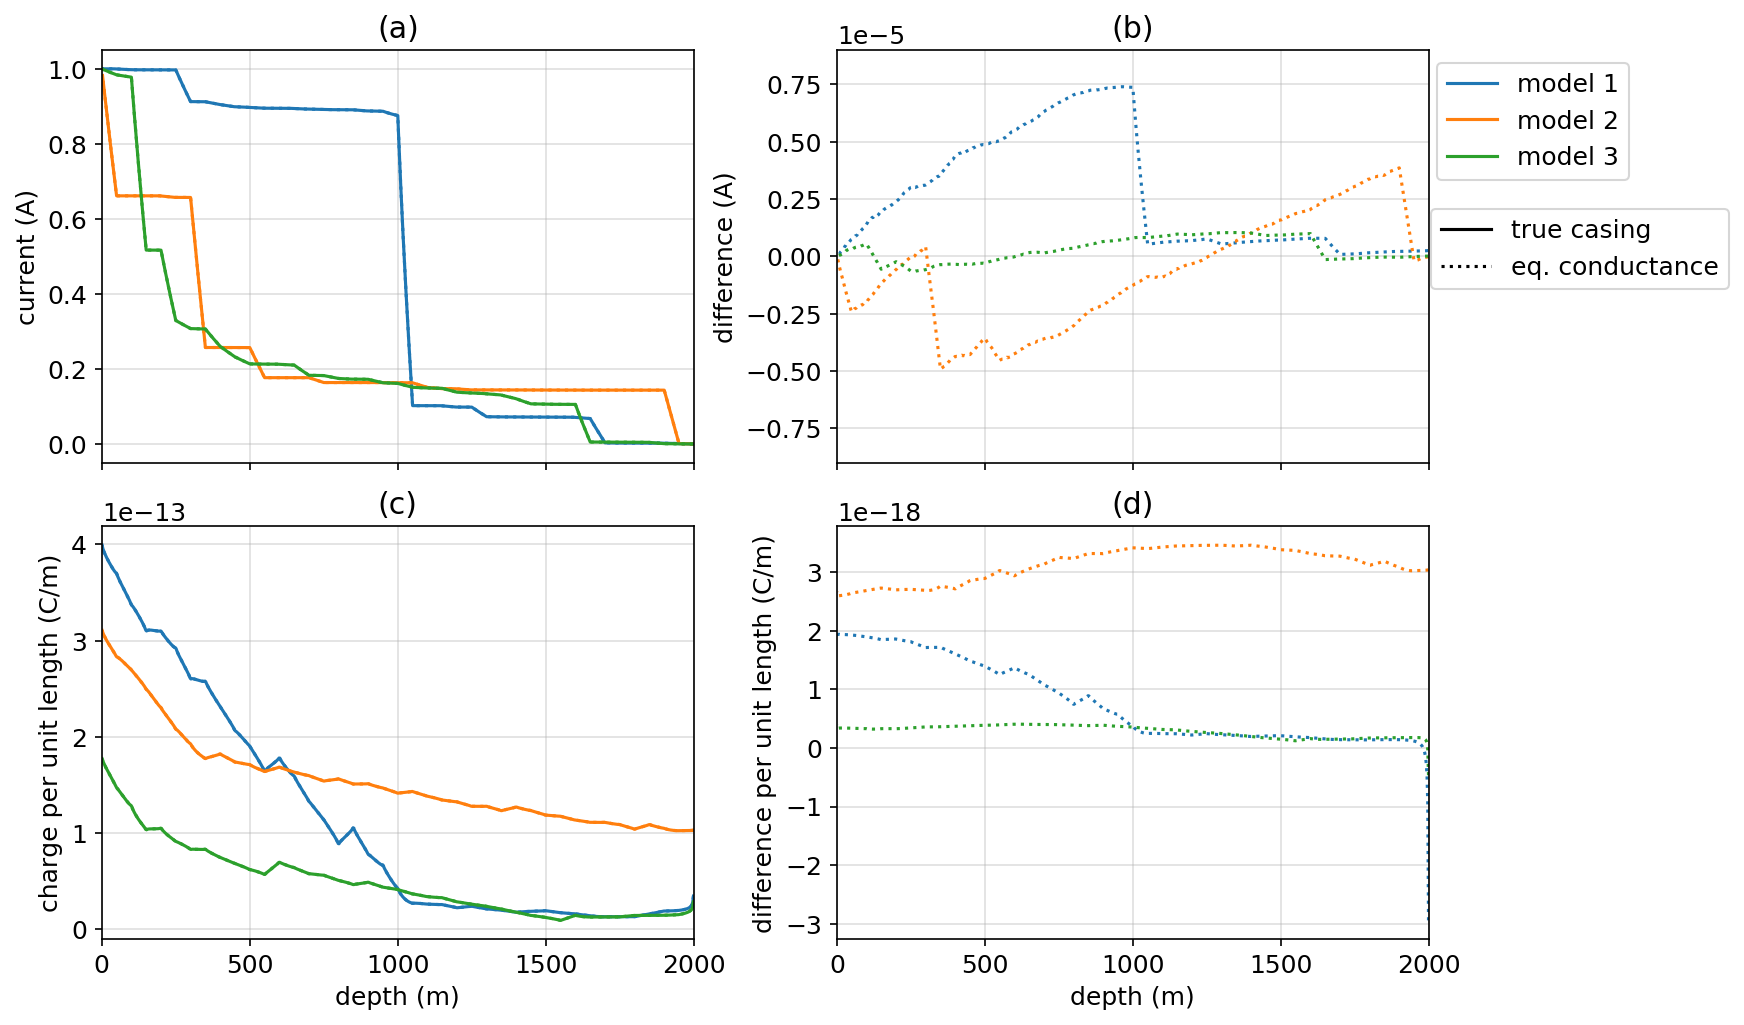 (a)
current (A)
1.0
0.8
0.6
0.4
0.2
0.0
(b)
1e−5
difference (A)
0.75
0.50
0.25
0.00
−0.25
−0.50
−0.75
model 1
model 2
model 3
true casing
eq. conductance
(c)
1e−13
charge per unit length (C/m)
4
3
2
1
0
0
500
1000
1500
2000
depth (m)
(d)
1e−18
difference per unit length (C/m)
3
2
1
0
−1
−2
−3
0
500
1000
1500
2000
depth (m)